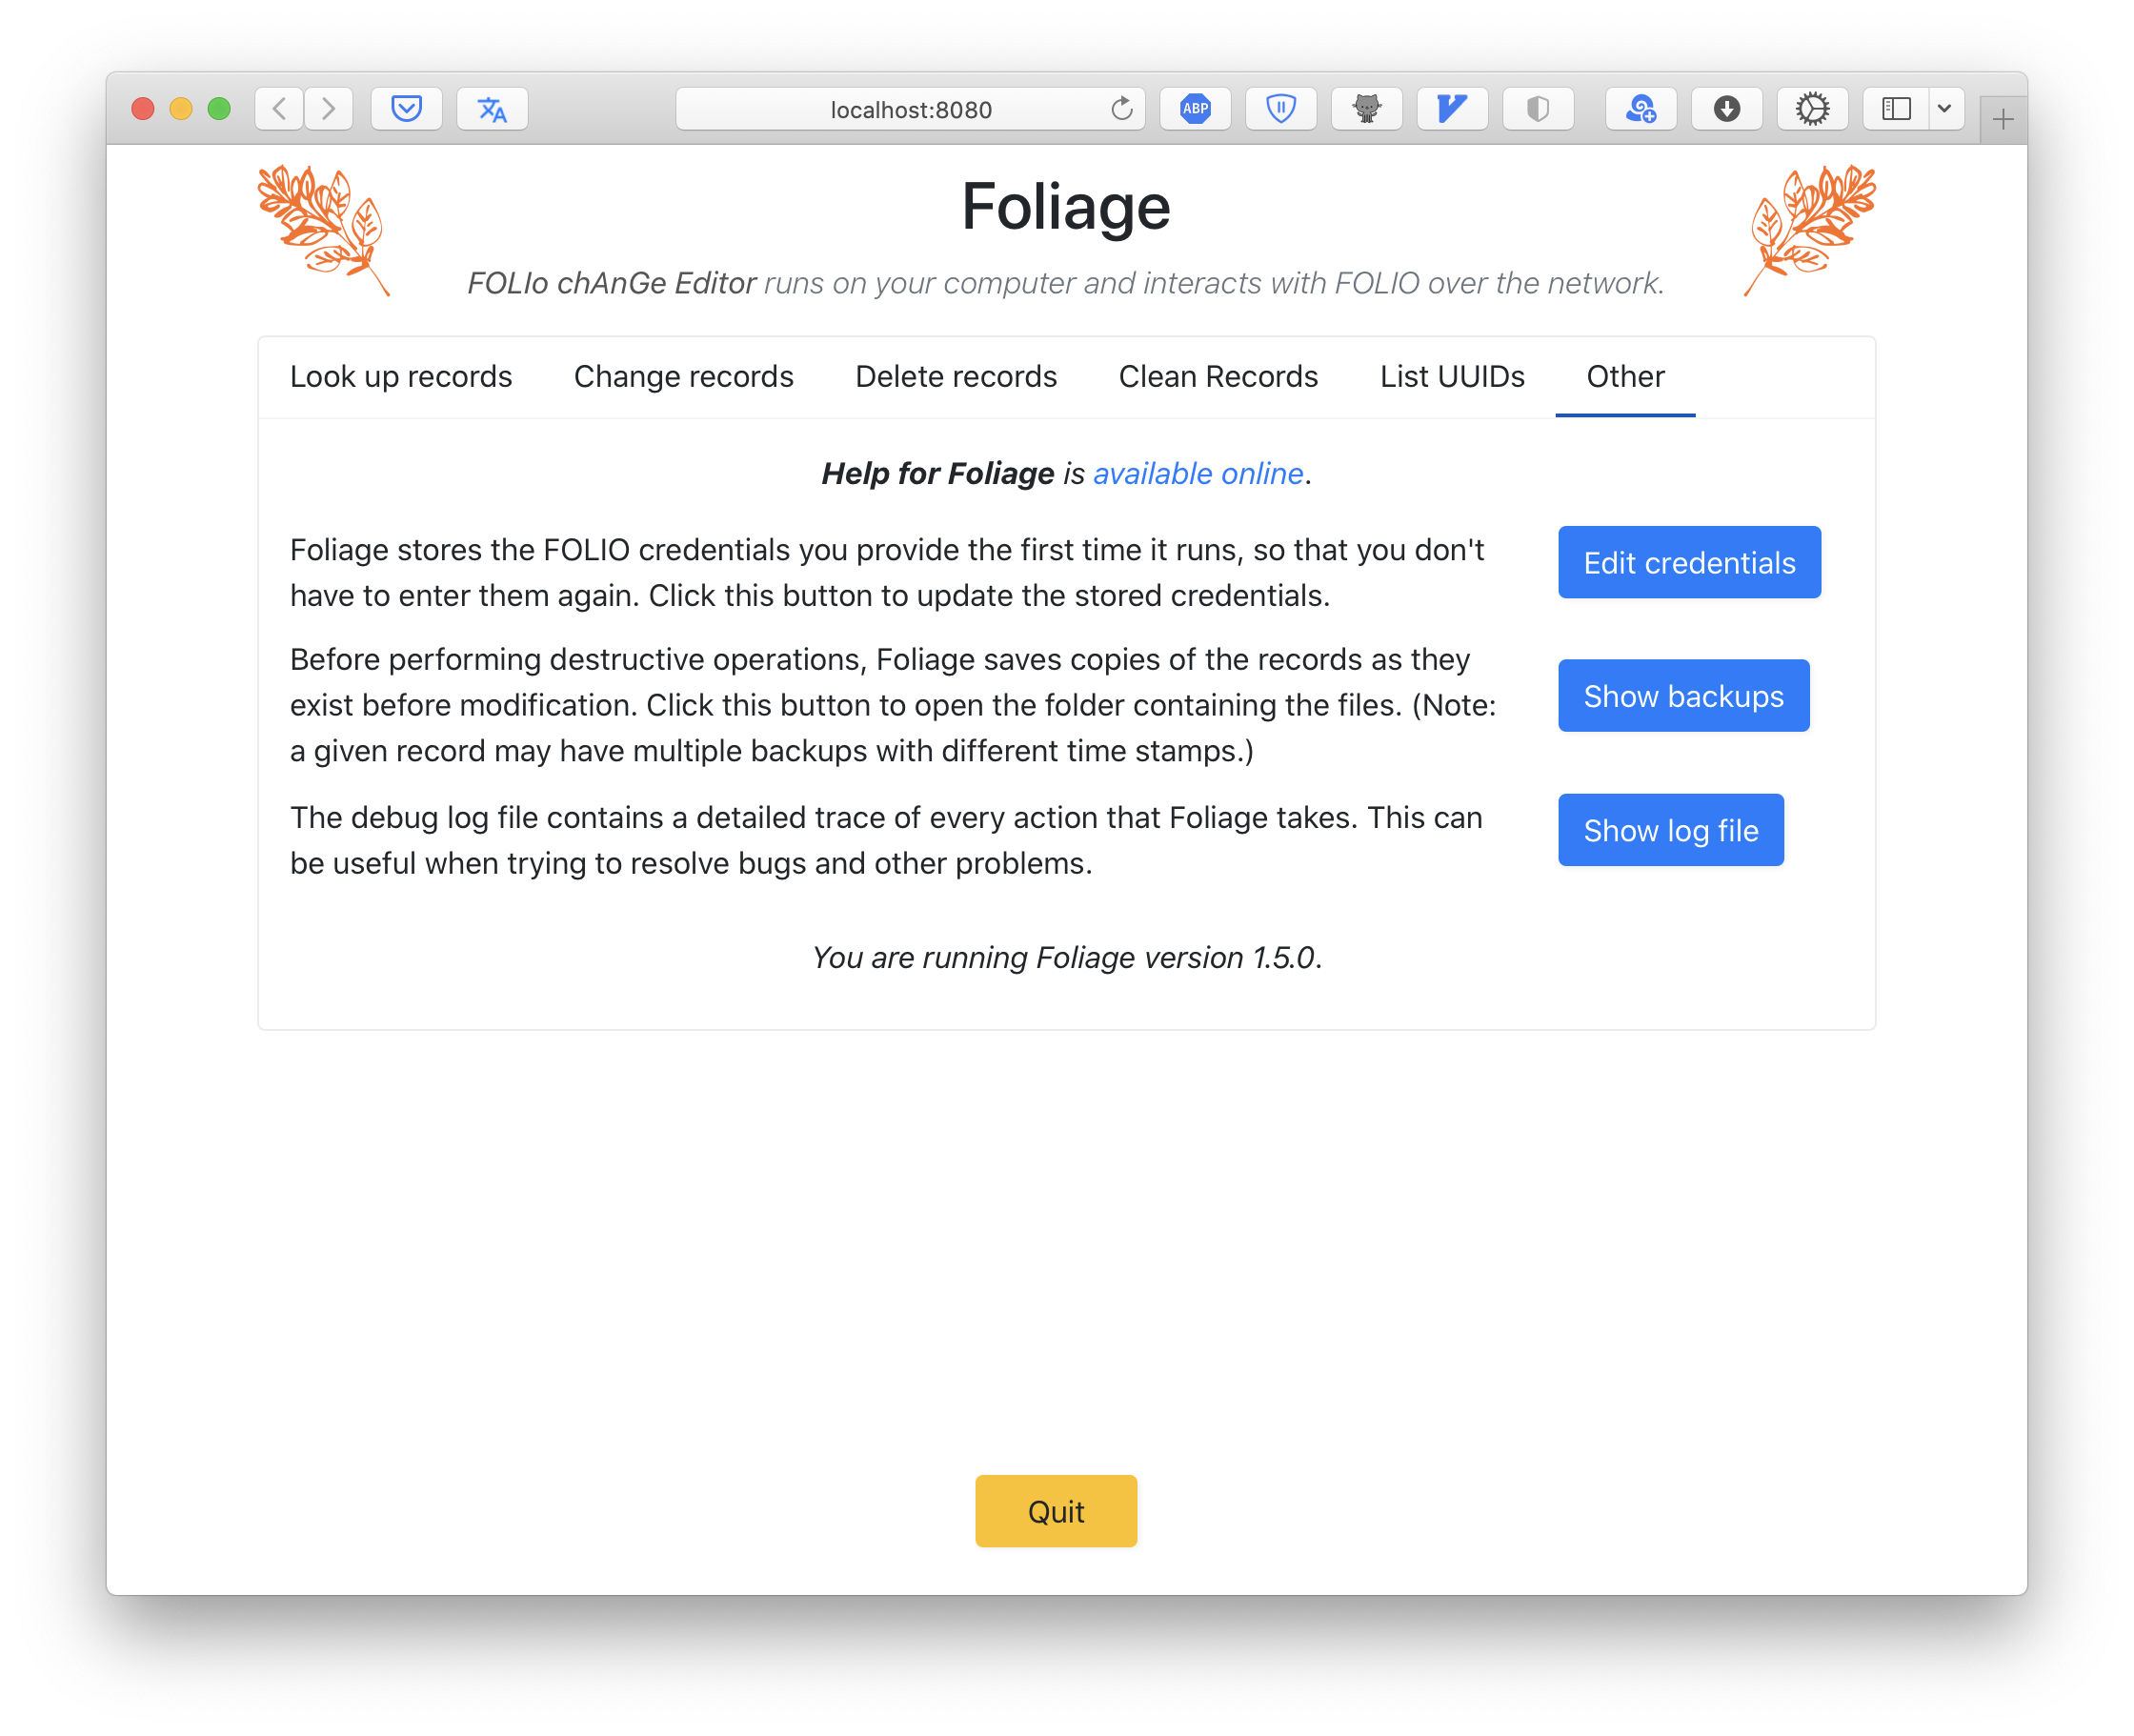 localhost:8080
ABP
Foliage
FOLIo chAnGe Editor runs on your computer and interacts with FOLIO over the network.
Look up records Change records Delete records Clean Records List UUIDs Other
Help for Foliage is available online.
Foliage stores the FOLIO credentials you provide the first time it runs, so that you don't
have to enter them again. Click this button to update the stored credentials.
Edit credentials
Before performing destructive operations, Foliage saves copies of the records as they
exist before modification. Click this button to open the folder containing the files. (Note:
a given record may have multiple backups with different time stamps.)
Show backups
The debug log file contains a detailed trace of every action that Foliage takes. This can
be useful when trying to resolve bugs and other problems.
Show log file
You are running Foliage version 1.5.0.
Quit